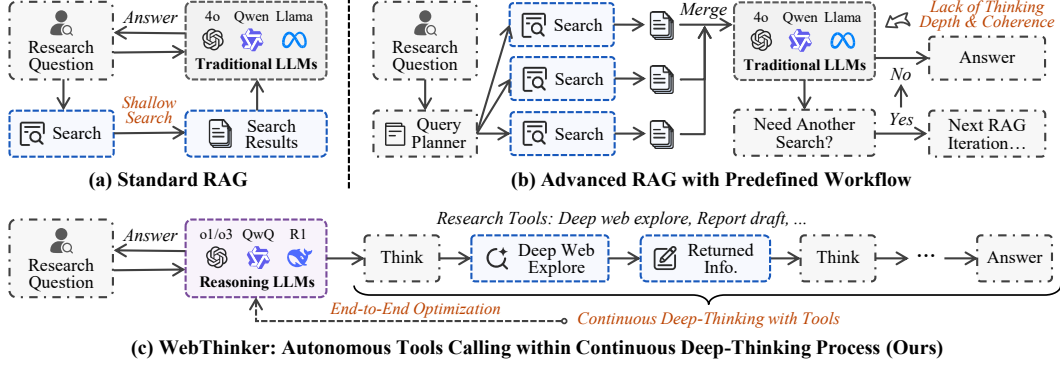 Answer
4o Qwen Llama
Traditional LLMs
Research
Question
Search
Shallow
Search
Search
Results
(a) Standard RAG
Research
Question
Query
Planner
Search
Search
Search
Merge
4o Qwen Llama
Traditional LLMs
Lack of Thinking
Depth & Coherence
Answer
No
Need Another
Search?
Yes
Next RAG
Iteration…
(b) Advanced RAG with Predefined Workflow
Research Tools: Deep web explore, Report draft, ...
Research
Question
Answer
o1/o3 QwQ R1
Reasoning LLMs
Think
Deep Web
Explore
Returned
Info.
Think
...
Answer
End-to-End Optimization
Continuous Deep-Thinking with Tools
(c) WebThinker: Autonomous Tools Calling within Continuous Deep-Thinking Process (Ours)